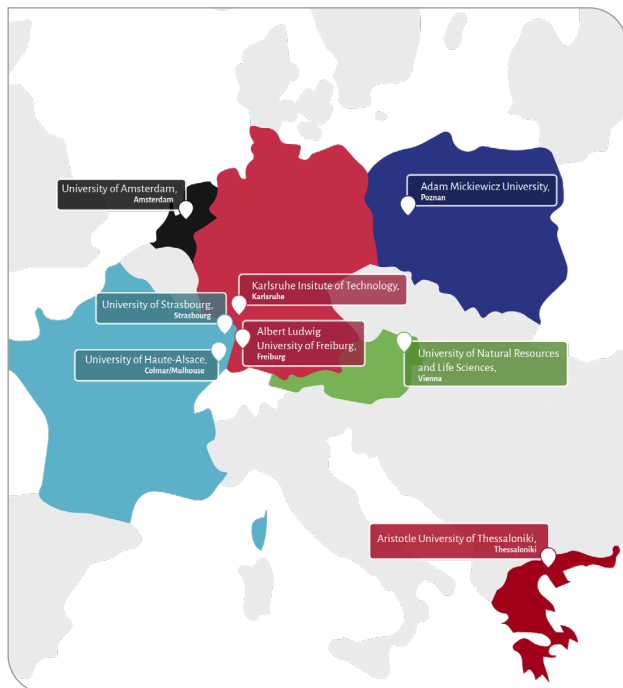 University of Amsterdam,
Amsterdam
Adam Mickiewicz University,
Poznan
Karlsruhe Insitute of Technology,
Karlsruhe
University of Strasbourg,
Strasbourg
Albert Ludwig
University of Freiburg,
Freiburg
University of Haute-Alsace,
Colmar/Mulhouse
University of Natural Resources
and Life Sciences,
Vienna
Aristotle University of Thessaloniki,
Thessaloniki